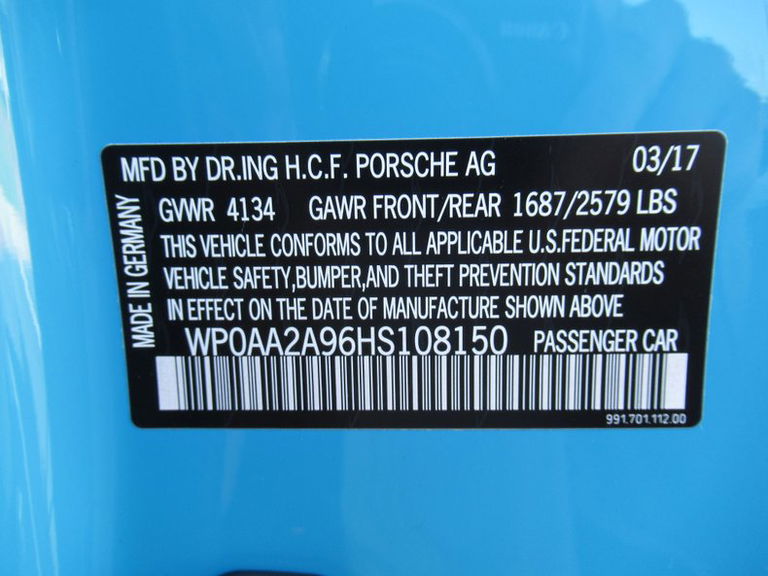 MFD BY DR.ING H.C.F. PORSCHE AG 03/17
GVWR 4134 GAWR FRONT/REAR 1687/2579 LBS
THIS VEHICLE CONFORMS TO ALL APPLICABLE U.S.FEDERAL MOTOR
VEHICLE SAFETY,BUMPER,AND THEFT PREVENTION STANDARDS
IN EFFECT ON THE DATE OF MANUFACTURE SHOWN ABOVE
WP0AA2A96HS108150 PASSENGER CAR
991.701.112.00
MADE IN GERMANY